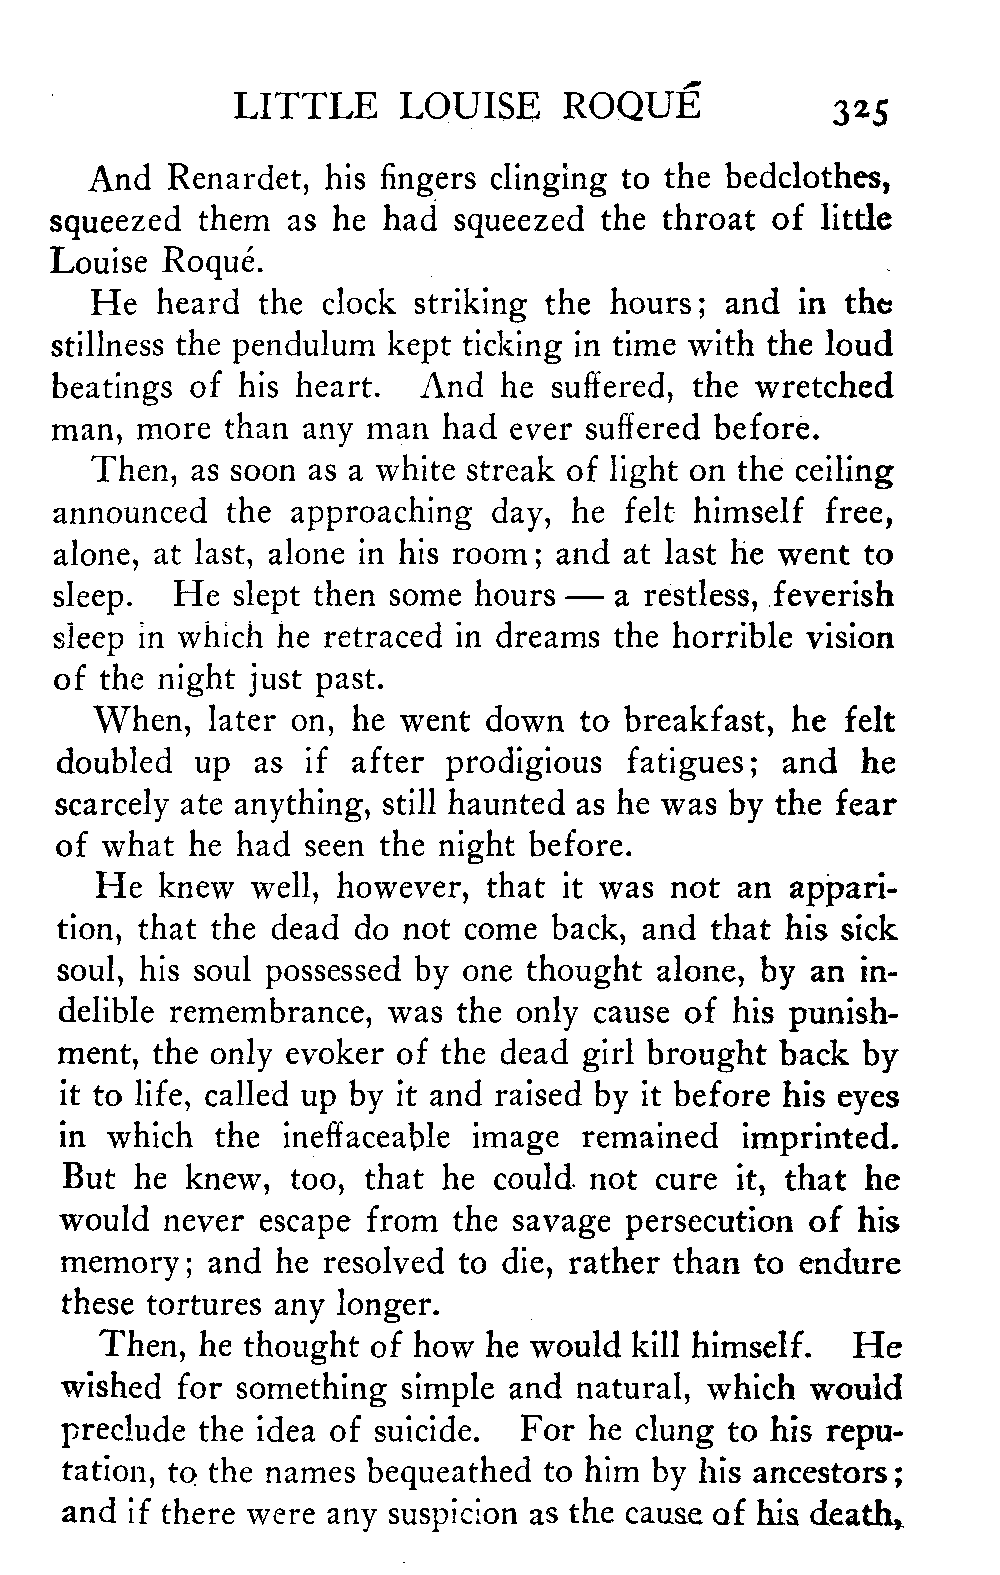 LITTLE LOUISE ROQUÉ 325
And Renardet, his fingers clinging to the bedclothes,
squeezed them as he had squeezed the throat of little
Louise Roqué.
He heard the clock striking the hours; and in the
stillness the pendulum kept ticking in time with the loud
beatings of his heart. And he suffered, the wretched
man, more than any man had ever suffered before.
Then, as soon as a white streak of light on the ceiling
announced the approaching day, he felt himself free,
alone, at last, alone in his room; and at last he went to
sleep. He slept then some hours — a restless, feverish
sleep in which he retraced in dreams the horrible vision
of the night just past.
When, later on, he went down to breakfast, he felt
doubled up as if after prodigious fatigues; and he
scarcely ate anything, still haunted as he was by the fear
of what he had seen the night before.
He knew well, however, that it was not an appari-
tion, that the dead do not come back, and that his sick
soul, his soul possessed by one thought alone, by an in-
delible remembrance, was the only cause of his punish-
ment, the only evoker of the dead girl brought back by
it to life, called up by it and raised by it before his eyes
in which the ineffaceable image remained imprinted.
But he knew, too, that he could not cure it, that he
would never escape from the savage persecution of his
memory; and he resolved to die, rather than to endure
these tortures any longer.
Then, he thought of how he would kill himself. He
wished for something simple and natural, which would
preclude the idea of suicide. For he clung to his repu-
tation, to the names bequeathed to him by his ancestors;
and if there were any suspicion as the cause of his death,